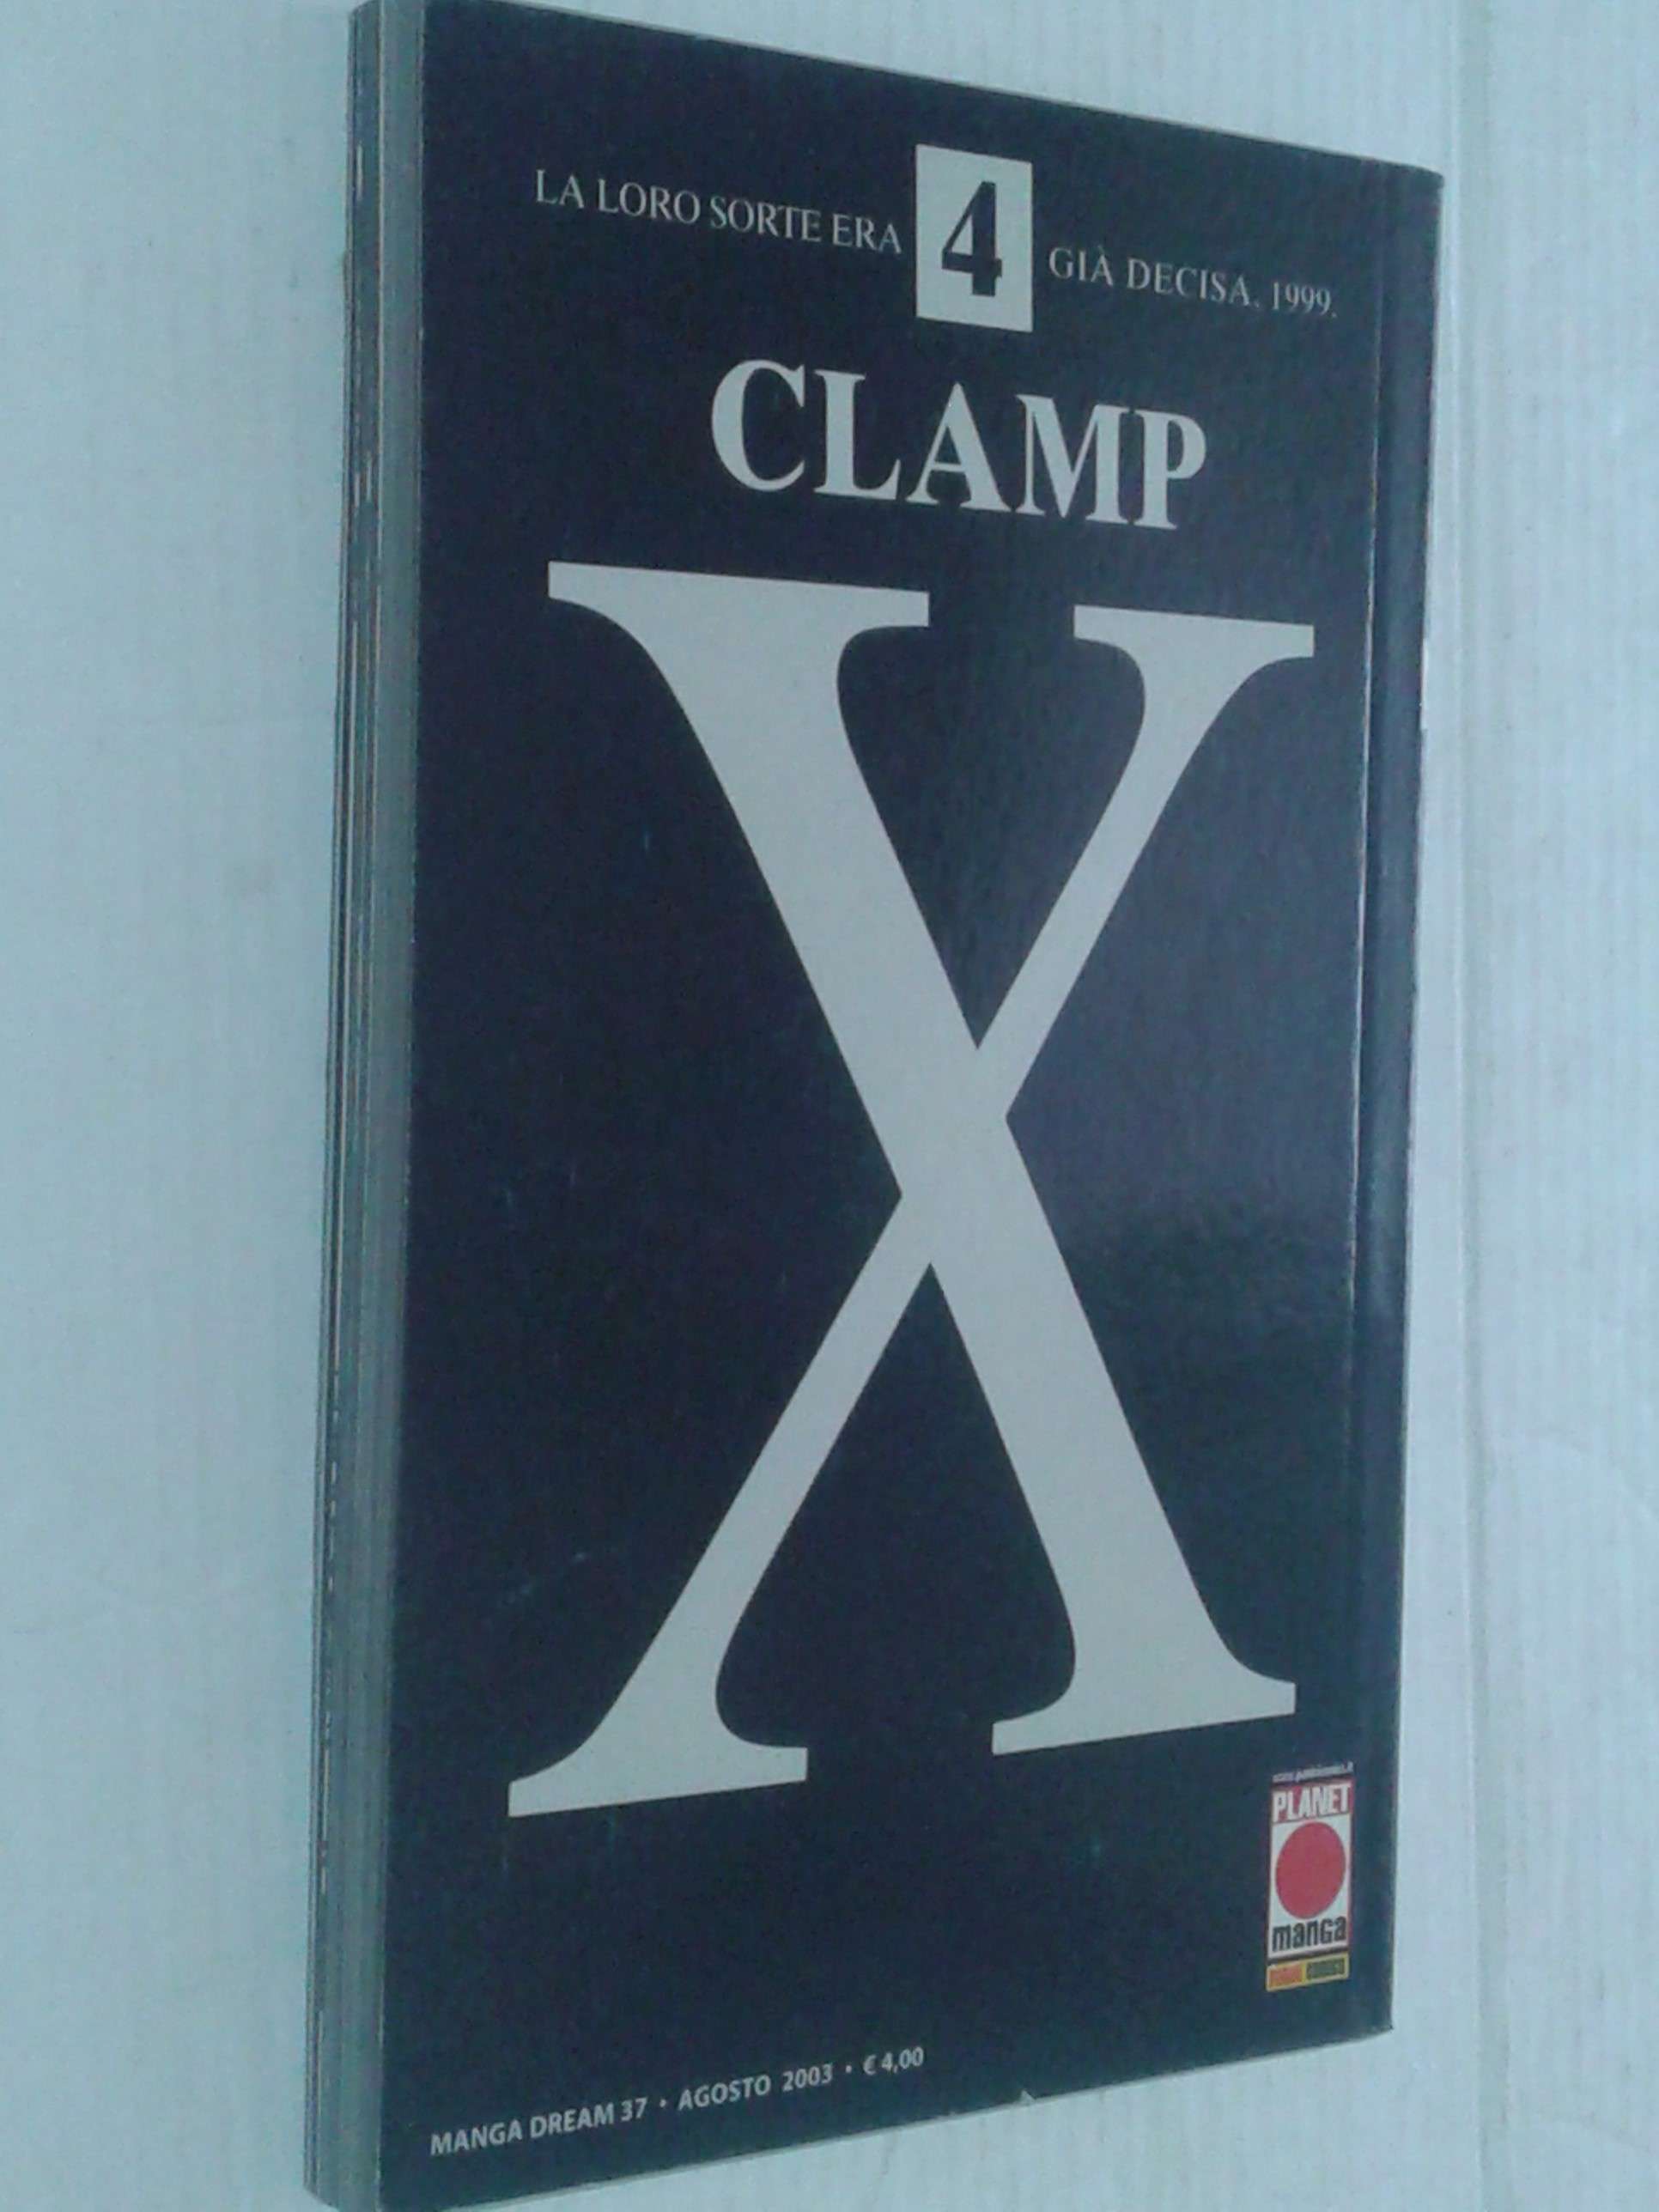 LA LORO SORTE ERA 4 GIÀ DECISA. 1999.
CLAMP
X
PLANET
manga
MANGA DREAM 37 • AGOSTO 2003 • € 4,00